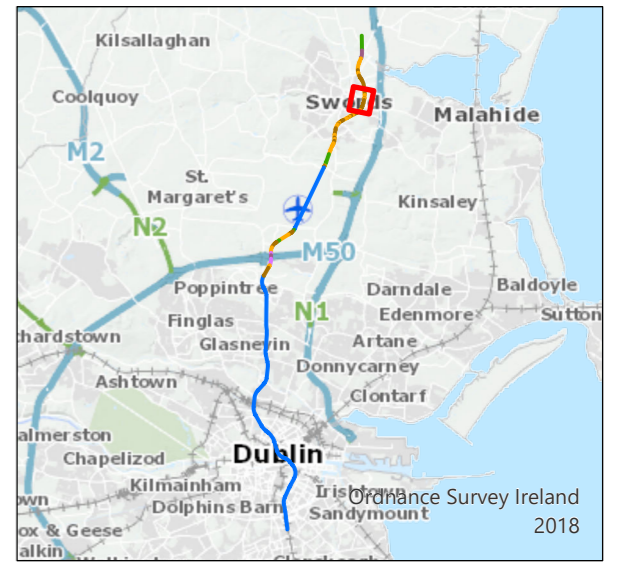 Kilsallaghan
Coolquoy
Swords
Malahide
M2
St.
Margaret's
Kinsaley
N2
M50
Poppintree
Darndale
Baldoyle
N1
Edenmore
Sutton
Finglas
chardstown
Glasnevin
Artane
Donnycarney
Ashtown
Clontarf
almerston
Dublin
Chapelizod
Kilmainham
Irishtown
Ordnance Survey Ireland
own
Dolphins Barn
Sandymount
2018
ox & Geese
alkin